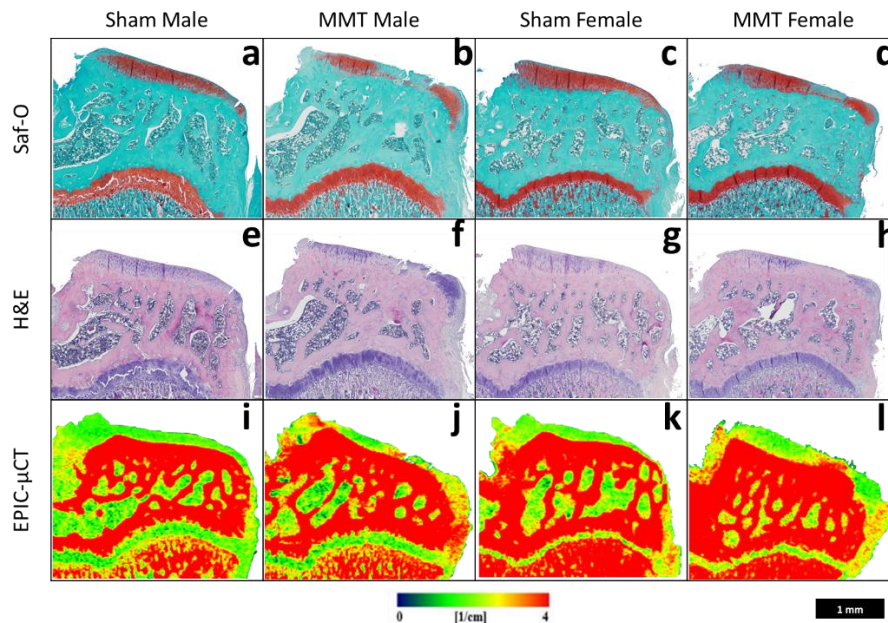 Sham Male MMT Male Sham Female MMT Female
Saf-O
a b c d
H&E
e f g h
EPIC-μCT
i j k l
0 [1/cm] 4
1 mm